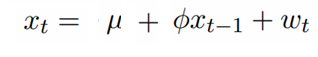 xₜ = μ + ϕxₜ₋₁ + wₜ